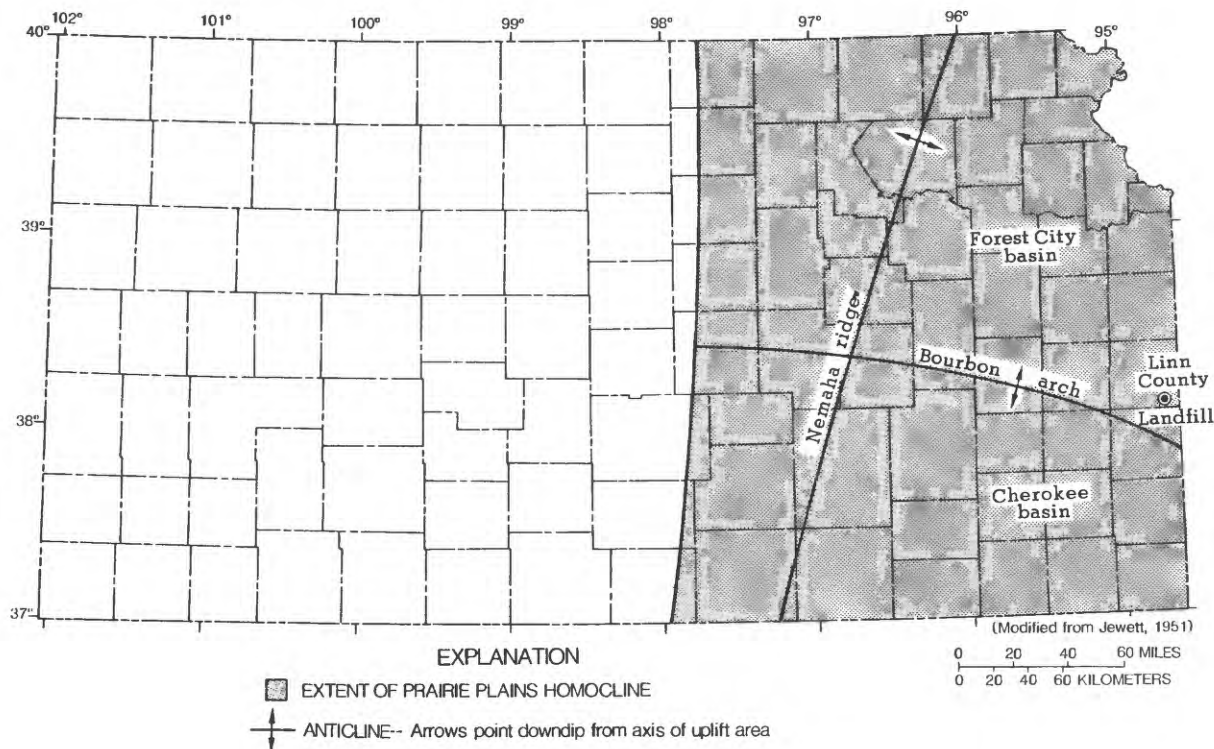 102°
101°
100°
99°
98°
97°
96°
95°
40°
39°
38°
37°
Forest City
basin
Nemaha ridge
Bourbon arch
Linn
County
Landfill
Cherokee
basin
(Modified from Jewett, 1951)
0 20 40 60 MILES
0 20 40 60 KILOMETERS
EXPLANATION
EXTENT OF PRAIRIE PLAINS HOMOCLINE
ANTICLINE-- Arrows point downdip from axis of uplift area